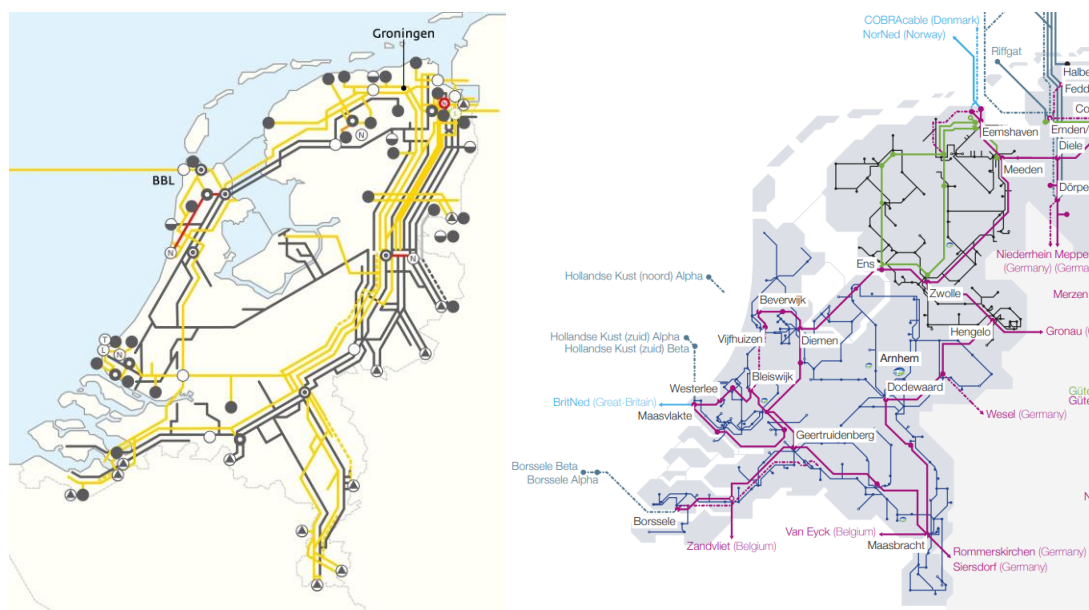 Groningen
BBL
N
N
T
L
N
COBRAcable (Denmark)
NorNed (Norway)
Riffgat
Halbe
Fedd
Co
Eemshaven
Emden/
Diele
Meeden
Dörpe
Niederrhein Meppe
(Germany) (Germa
Ens
Hollandse Kust (noord) Alpha
Zwolle
Merzen
Beverwijk
Hengelo
Gronau (
Hollandse Kust (zuid) Alpha
Hollandse Kust (zuid) Beta
Vijfhuizen
Diemen
Arnhem
Bleiswijk
Westerlee
Dodewaard
Güte
Güte
BritNed (Great-Britain)
Maasvlakte
Wesel (Germany)
Geertruidenberg
Borssele Beta
Borssele Alpha
N
Borssele
Van Eyck (Belgium)
Zandvliet (Belgium)
Maasbracht
Rommerskirchen (Germany)
Siersdorf (Germany)